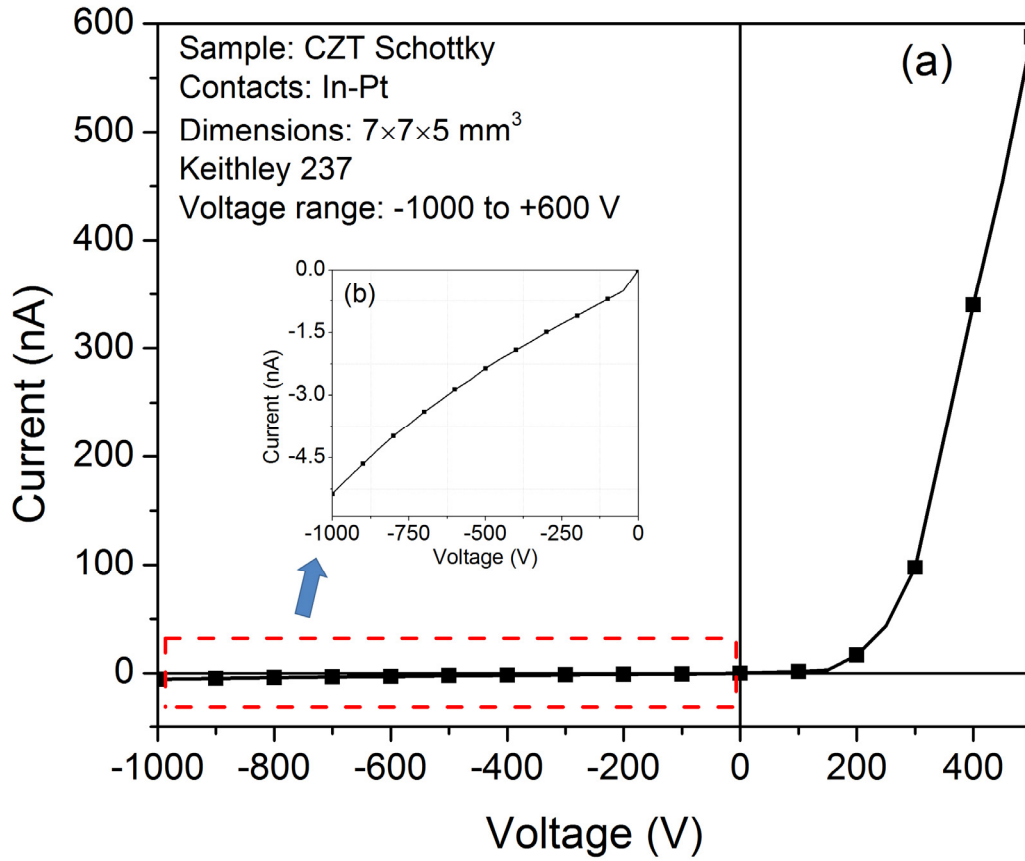 600
500
400
300
200
100
0
Current (nA)
Sample: CZT Schottky
Contacts: In-Pt
Dimensions: 7×7×5 mm³
Keithley 237
Voltage range: -1000 to +600 V
(a)
(b)
0.0
-1.5
-3.0
-4.5
Current (nA)
-1000 -750 -500 -250 0
Voltage (V)
-1000 -800 -600 -400 -200 0 200 400
Voltage (V)